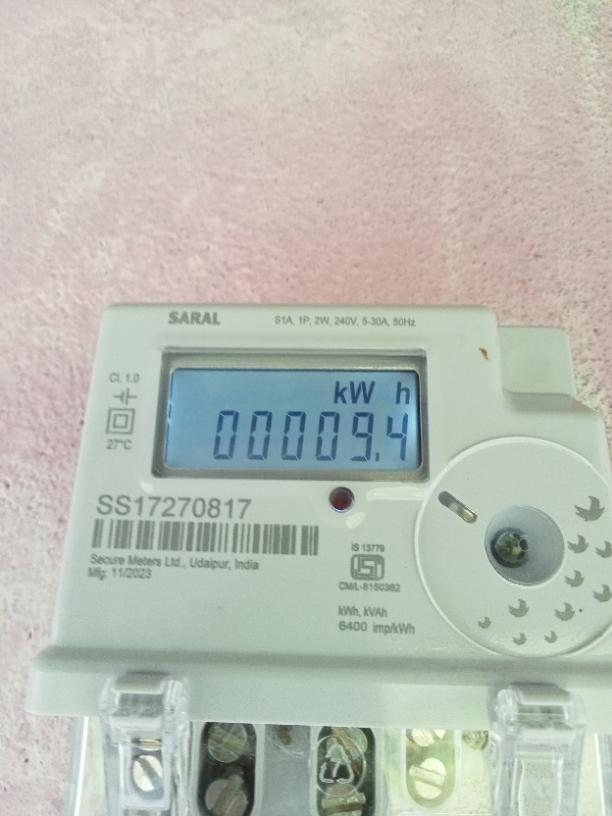 SARAL
S1A, 1P, 2W, 240V, 5-30A, 50Hz
Cl. 1.0
27°C
kW h
00009.4
SS17270817
Secure Meters Ltd., Udaipur, India
Mfg: 11/2023
IS 13779
ISI
CM/L-8150362
kWh, kVAh
6400 imp/kWh